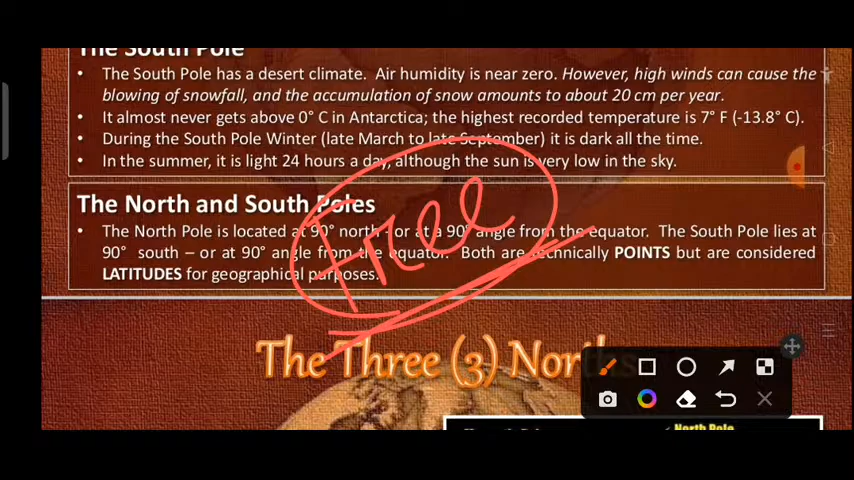 The South Pole
• The South Pole has a desert climate. Air humidity is near zero. However, high winds can cause the
blowing of snowfall, and the accumulation of snow amounts to about 20 cm per year.
• It almost never gets above 0° C in Antarctica; the highest recorded temperature is 7° F (-13.8° C).
• During the South Pole Winter (late March to late September) it is dark all the time.
• In the summer, it is light 24 hours a day, although the sun is very low in the sky.
The North and South Poles
• The North Pole is located at 90° north - or at a 90° angle from the equator. The South Pole lies at
90° south – or at 90° angle from the equator. Both are technically POINTS but are considered
LATITUDES for geographical purposes.
Free
The Three (3) Norths
North Pole